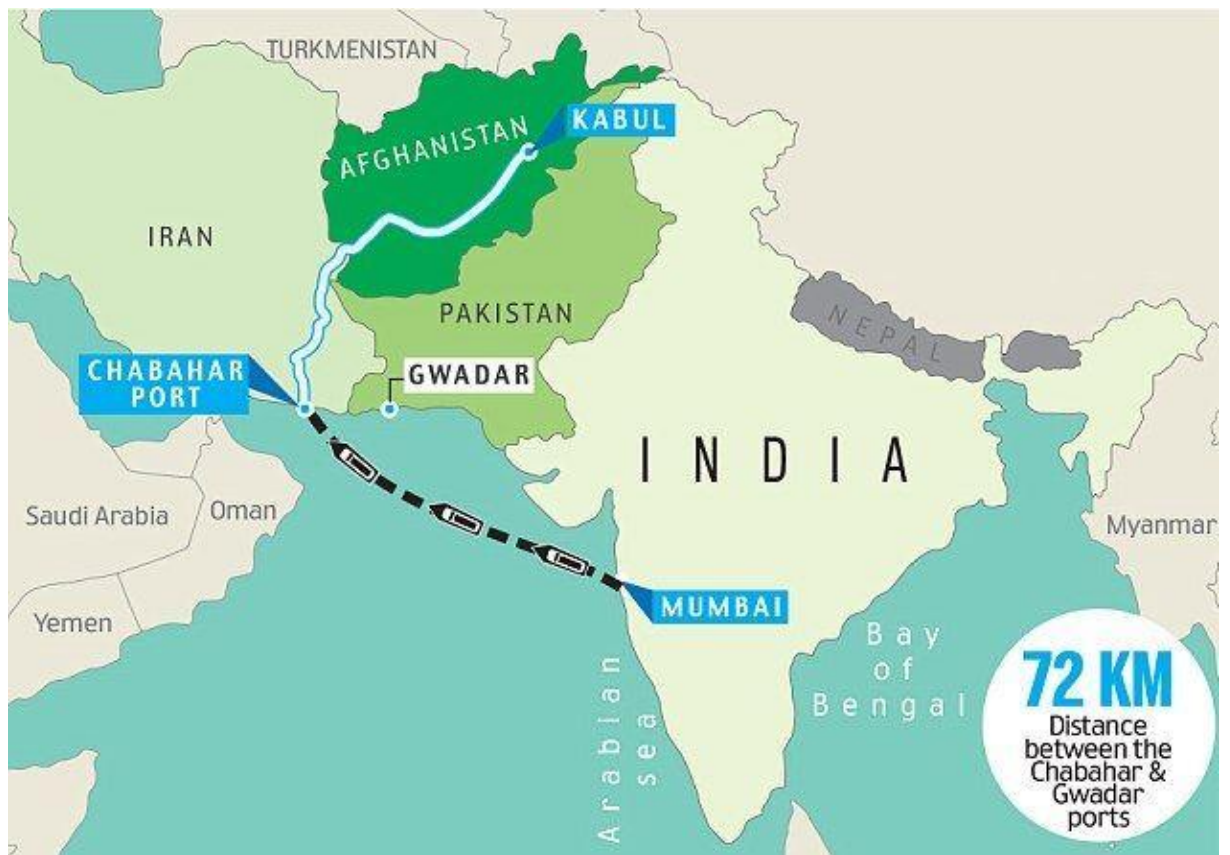 TURKMENISTAN
AFGHANISTAN
KABUL
IRAN
PAKISTAN
NEPAL
CHABAHAR
PORT
GWADAR
INDIA
Saudi Arabia
Oman
Myanmar
Yemen
MUMBAI
Arabian
sea
Bay
of
Bengal
72 KM
Distance
between the
Chabahar &
Gwadar
ports